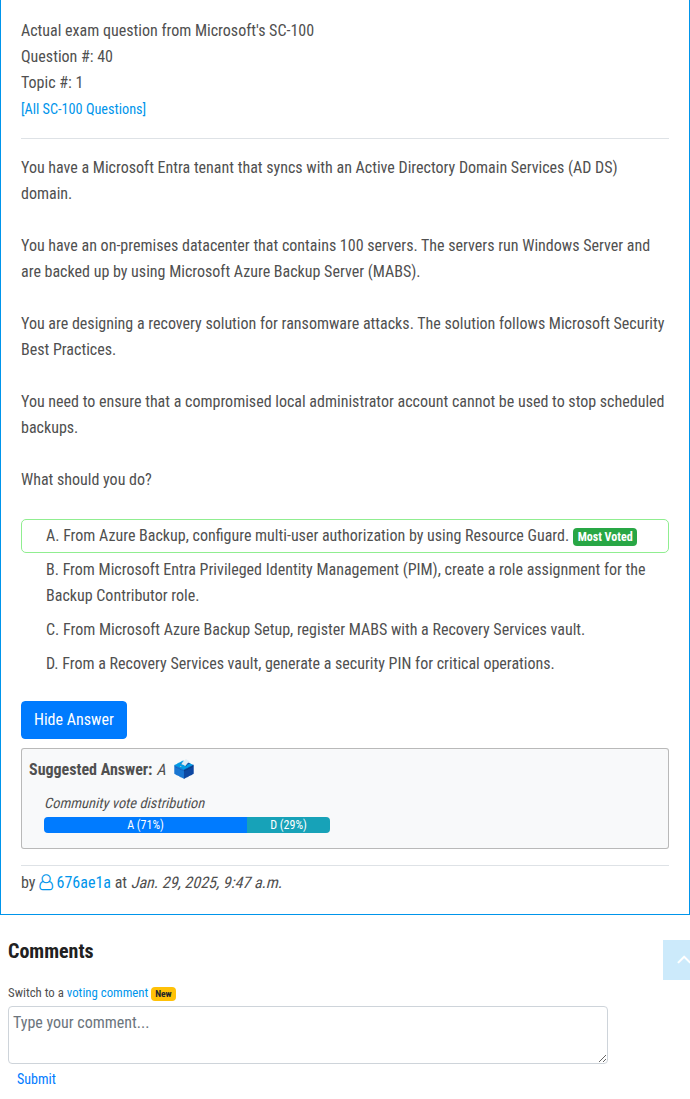 Actual exam question from Microsoft's SC-100
Question #: 40
Topic #: 1
[All SC-100 Questions]
You have a Microsoft Entra tenant that syncs with an Active Directory Domain Services (AD DS)
domain.
You have an on-premises datacenter that contains 100 servers. The servers run Windows Server and
are backed up by using Microsoft Azure Backup Server (MABS).
You are designing a recovery solution for ransomware attacks. The solution follows Microsoft Security
Best Practices.
You need to ensure that a compromised local administrator account cannot be used to stop scheduled
backups.
What should you do?
A. From Azure Backup, configure multi-user authorization by using Resource Guard. Most Voted
B. From Microsoft Entra Privileged Identity Management (PIM), create a role assignment for the
Backup Contributor role.
C. From Microsoft Azure Backup Setup, register MABS with a Recovery Services vault.
D. From a Recovery Services vault, generate a security PIN for critical operations.
Hide Answer
Suggested Answer: A
Community vote distribution
A (71%) D (29%)
by 676ae1a at Jan. 29, 2025, 9:47 a.m.
Comments
Switch to a voting comment New
Type your comment...
Submit